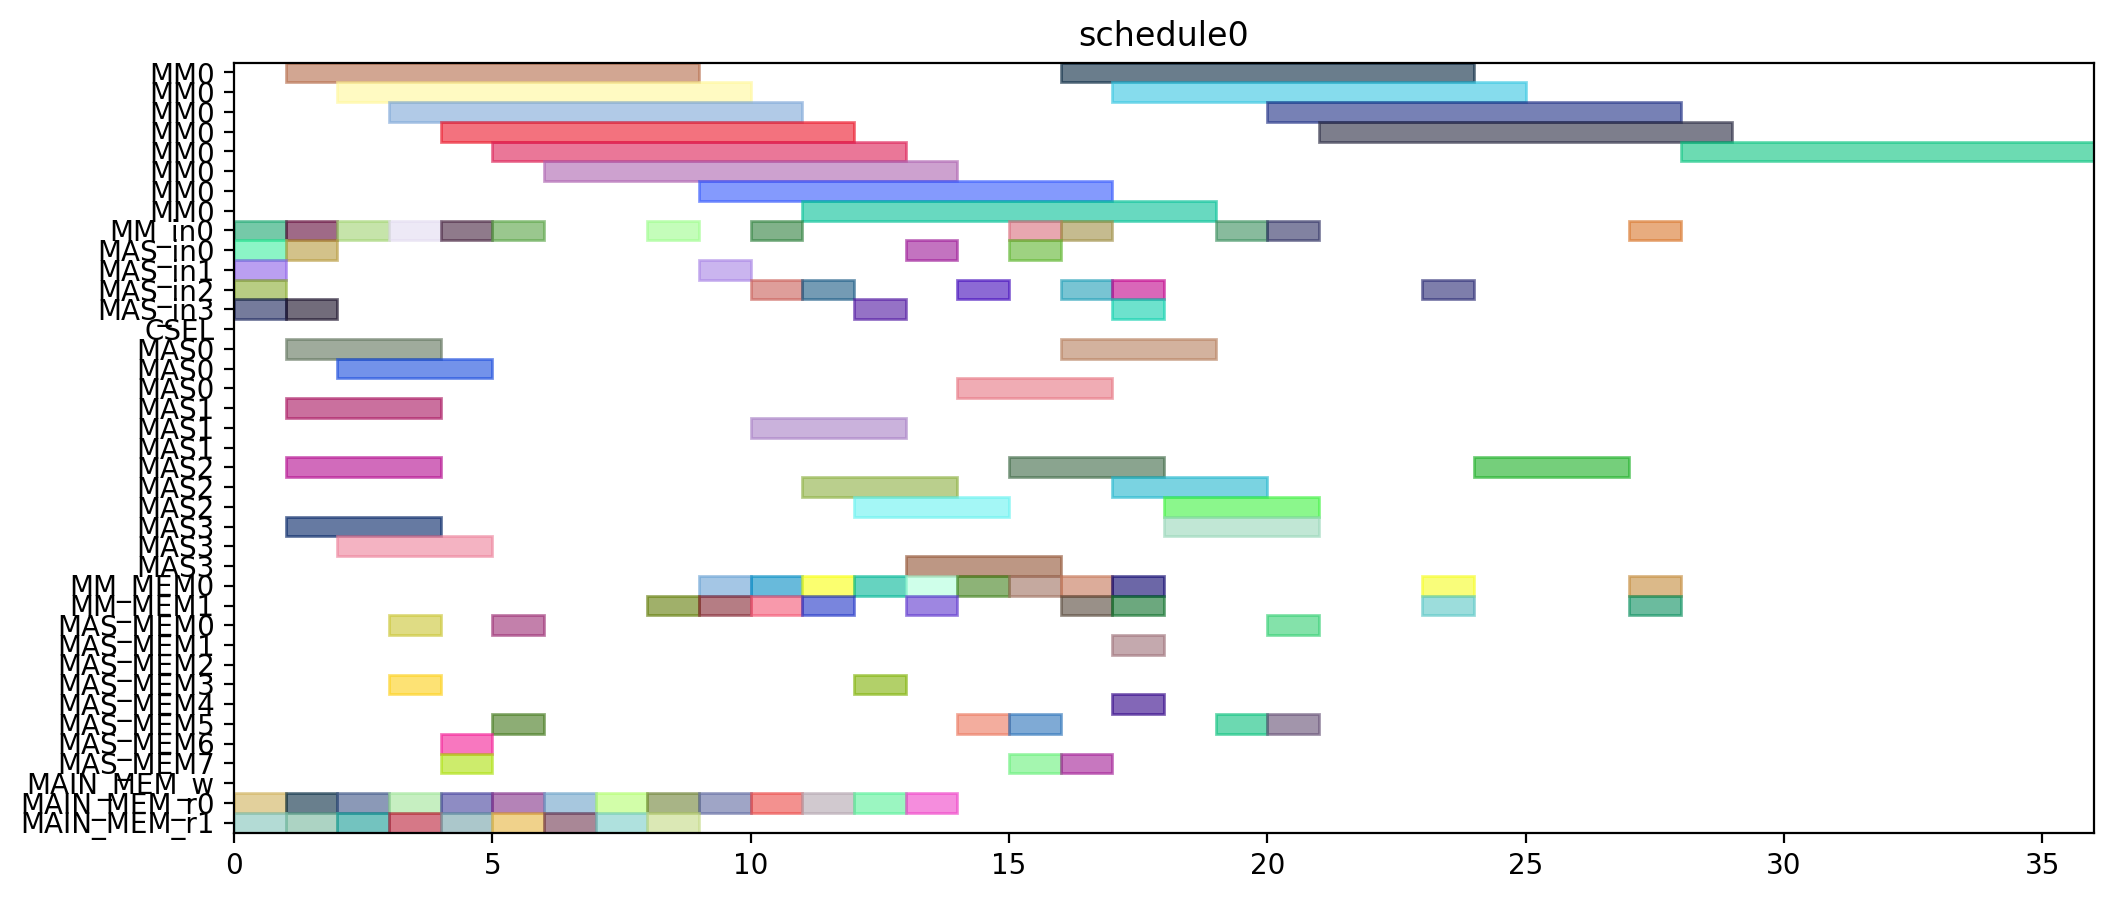 schedule0
MM0
MM0
MM0
MM0
MM0
MM0
MM0
MM0
MM_in0
MAS_in0
MAS_in1
MAS_in2
MAS_in3
CSEL
MAS0
MAS0
MAS0
MAS1
MAS1
MAS1
MAS2
MAS2
MAS2
MAS3
MAS3
MAS3
MM_MEM0
MM_MEM1
MAS_MEM0
MAS_MEM1
MAS_MEM2
MAS_MEM3
MAS_MEM4
MAS_MEM5
MAS_MEM6
MAS_MEM7
MAIN_MEM_w
MAIN_MEM_r0
MAIN_MEM_r1
0 5 10 15 20 25 30 35